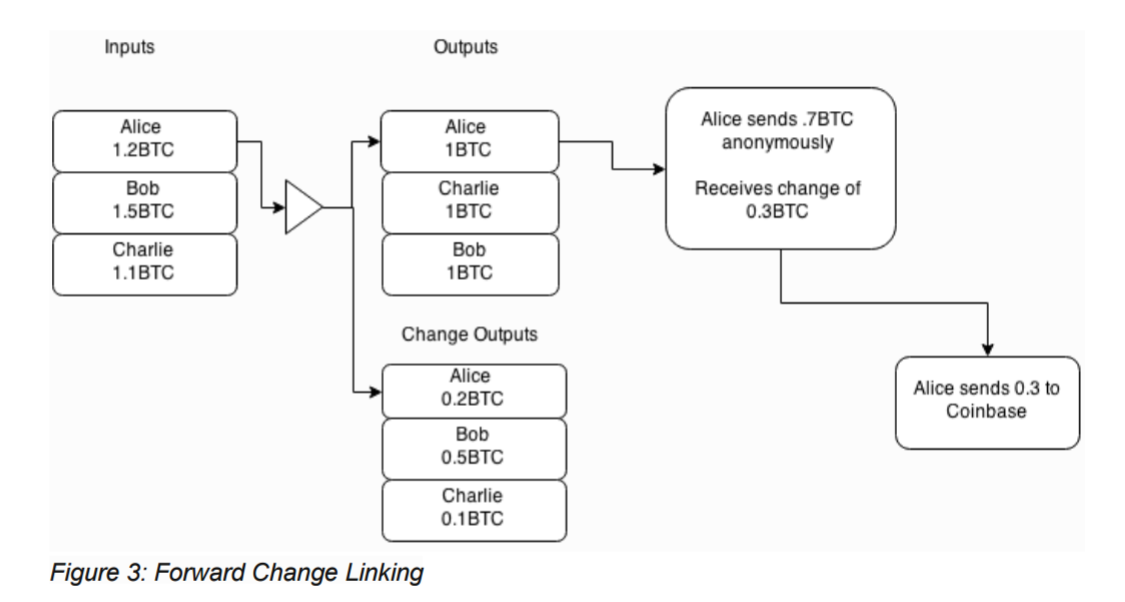 Inputs
Outputs
Alice
1.2BTC
Bob
1.5BTC
Charlie
1.1BTC
Alice
1BTC
Charlie
1BTC
Bob
1BTC
Change Outputs
Alice
0.2BTC
Bob
0.5BTC
Charlie
0.1BTC
Alice sends .7BTC
anonymously
Receives change of
0.3BTC
Alice sends 0.3 to
Coinbase
Figure 3: Forward Change Linking